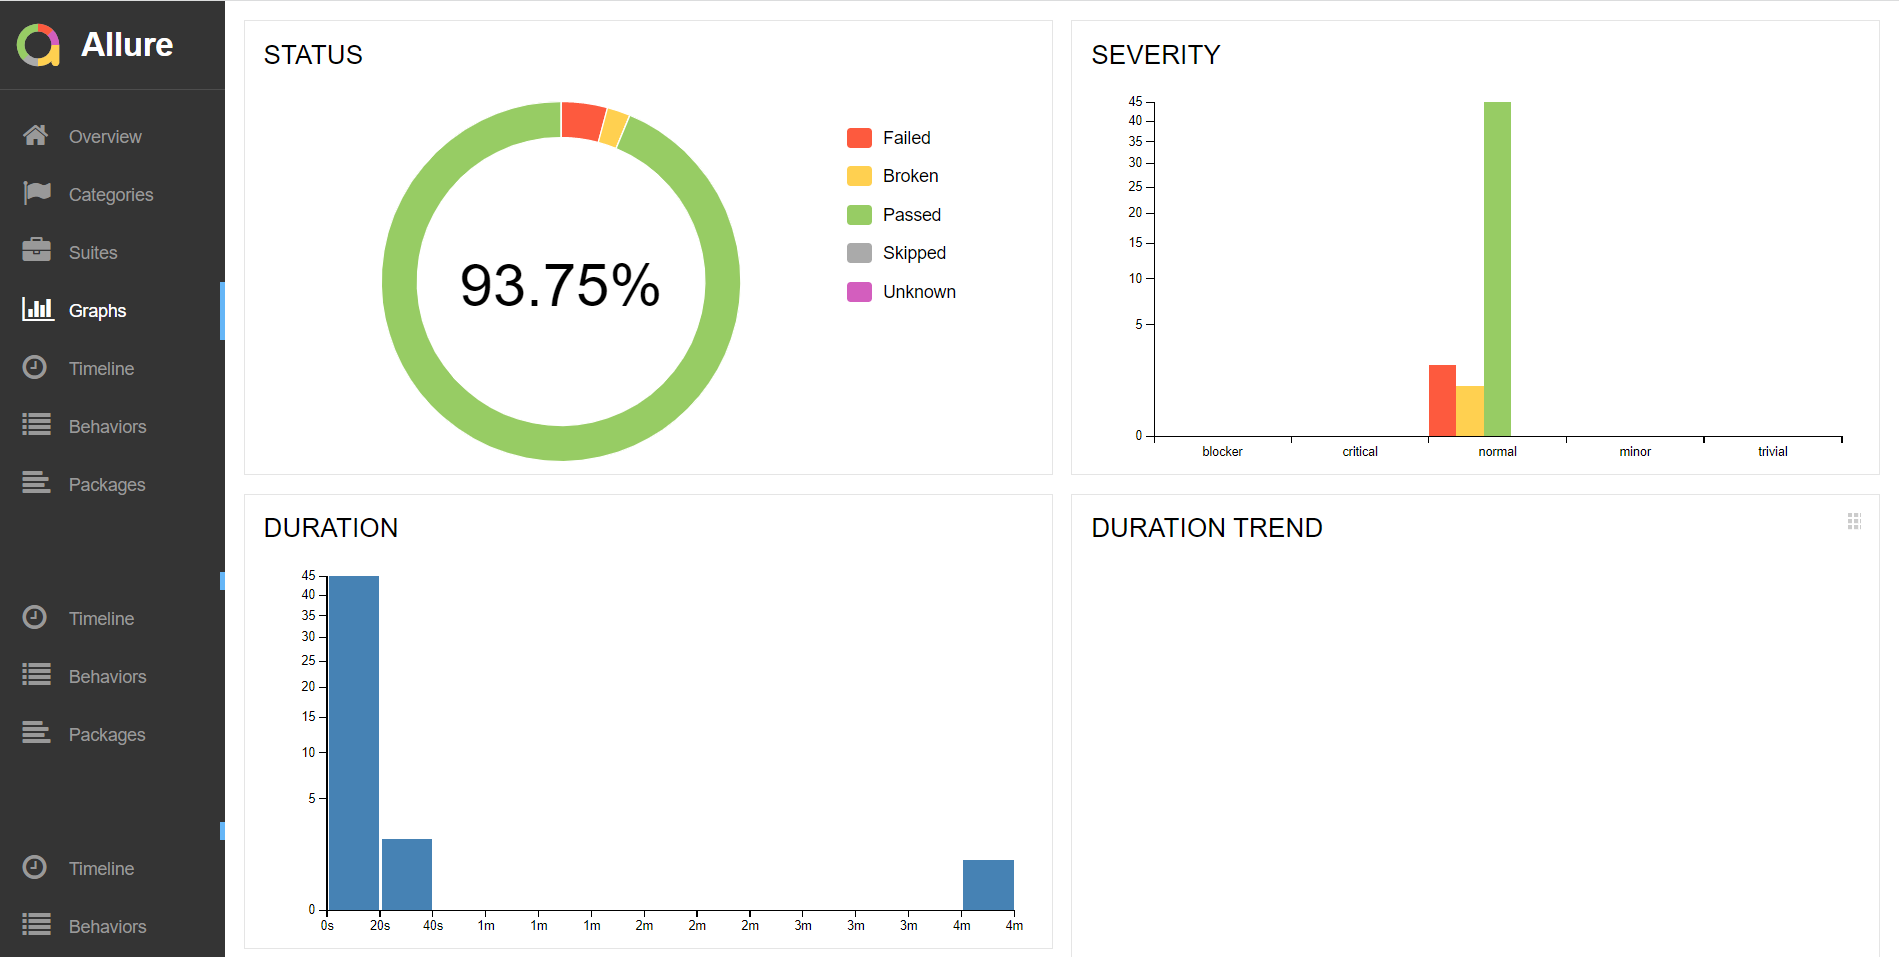 Allure
Overview
Categories
Suites
Graphs
Timeline
Behaviors
Packages
Timeline
Behaviors
Packages
Timeline
Behaviors
STATUS
93.75%
Failed
Broken
Passed
Skipped
Unknown
SEVERITY
45
40
35
30
25
20
15
10
5
0
blocker critical normal minor trivial
DURATION
45
40
35
30
25
20
15
10
5
0
0s 20s 40s 1m 1m 1m 2m 2m 2m 3m 3m 3m 4m 4m
DURATION TREND